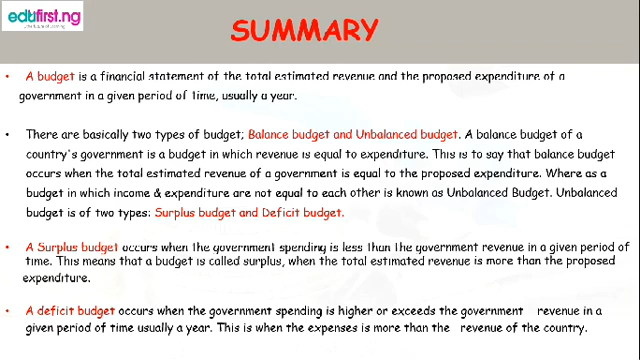 edufirst.ng
SUMMARY
• A budget is a financial statement of the total estimated revenue and the proposed expenditure of a
government in a given period of time, usually a year.
• There are basically two types of budget; Balance budget and Unbalanced budget. A balance budget of a
country's government is a budget in which revenue is equal to expenditure. This is to say that balance budget
occurs when the total estimated revenue of a government is equal to the proposed expenditure. Where as a
budget in which income & expenditure are not equal to each other is known as Unbalanced Budget. Unbalanced
budget is of two types: Surplus budget and Deficit budget.
• A Surplus budget occurs when the government spending is less than the government revenue in a given period of
time. This means that a budget is called surplus, when the total estimated revenue is more than the proposed
expenditure.
• A deficit budget occurs when the government spending is higher or exceeds the government revenue in a
given period of time usually a year. This is when the expenses is more than the revenue of the country.